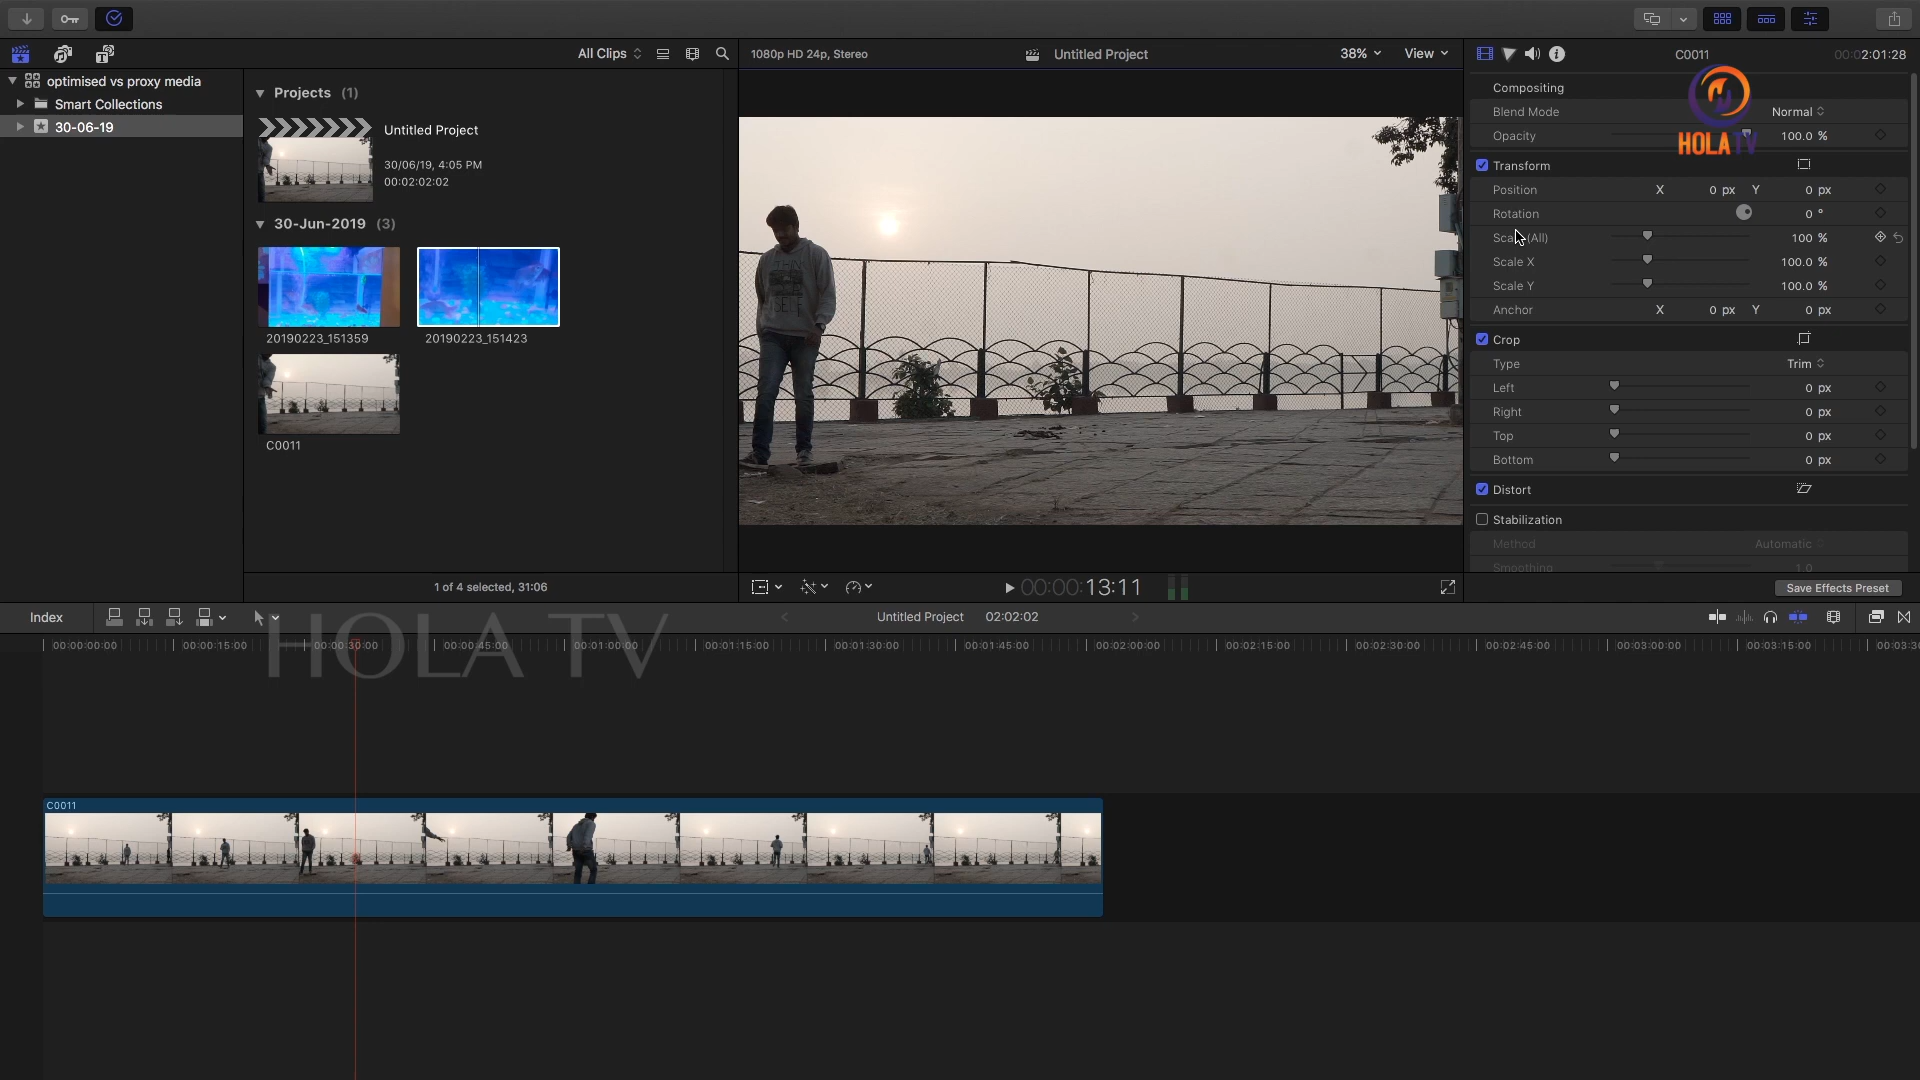 All Clips
1080p HD 24p, Stereo
Untitled Project
38%
View
C0011
00:02:01:28
optimised vs proxy media
Smart Collections
30-06-19
Projects (1)
Untitled Project
30/06/19, 4:05 PM
00:02:02:02
30-Jun-2019 (3)
20190223_151359
20190223_151423
C0011
1 of 4 selected, 31:06
Compositing
Blend Mode Normal
Opacity 100.0 %
HOLATV
Transform
Position X 0 px Y 0 px
Rotation 0 °
Scale (All) 100 %
Scale X 100.0 %
Scale Y 100.0 %
Anchor X 0 px Y 0 px
Crop
Type Trim
Left 0 px
Right 0 px
Top 0 px
Bottom 0 px
Distort
Stabilization
Method Automatic
Smoothing 1.0
00:00:13:11
Save Effects Preset
Index
HOLA TV
Untitled Project 02:02:02
00:00:00:00 00:00:15:00 00:00:30:00 00:00:45:00 00:01:00:00 00:01:15:00 00:01:30:00 00:01:45:00 00:02:00:00 00:02:15:00 00:02:30:00 00:02:45:00 00:03:00:00 00:03:15:00 00:03:30
C0011